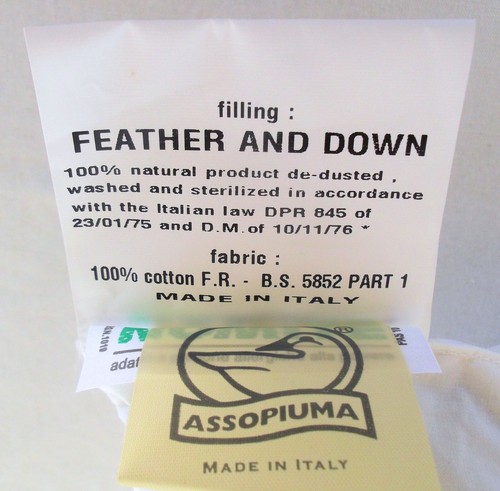 filling :
FEATHER AND DOWN
100% natural product de-dusted ,
washed and sterilized in accordance
with the Italian law DPR 845 of
23/01/75 and D.M. of 10/11/76 *
fabric :
100% cotton F.R. - B.S. 5852 PART 1
MADE IN ITALY
®
adat
alla
ASSOPIUMA
MADE IN ITALY